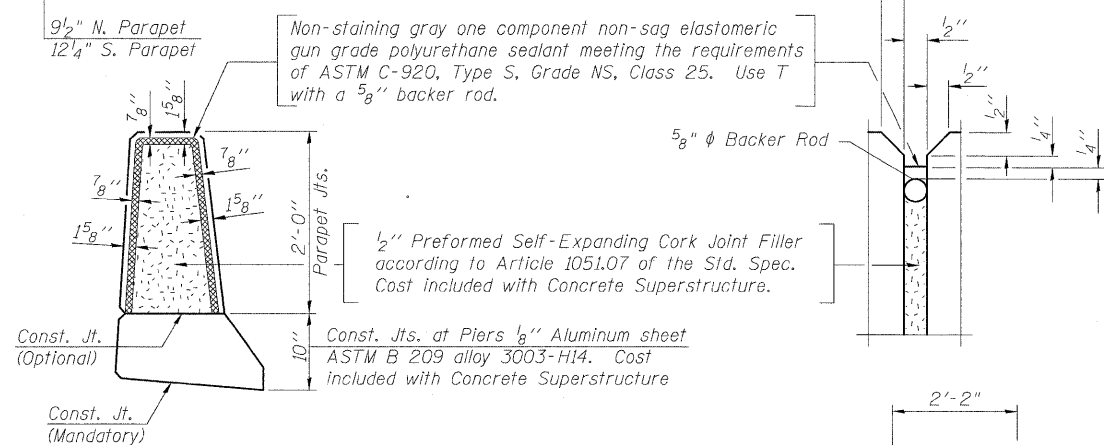 9½" N. Parapet
12¼" S. Parapet
Non-staining gray one component non-sag elastomeric
gun grade polyurethane sealant meeting the requirements
of ASTM C-920, Type S, Grade NS, Class 25. Use T
with a ⅝" backer rod.
½"
½"
⅞"
1⅝"
½"
¼"
¼"
⅝" ϕ Backer Rod
⅞"
⅞"
1⅝"
1⅝"
2'-0"
Parapet Jts.
½" Preformed Self-Expanding Cork Joint Filler
according to Article 1051.07 of the Std. Spec.
Cost included with Concrete Superstructure.
Const. Jt.
(Optional)
10"
Const. Jts. at Piers ⅛" Aluminum sheet
ASTM B 209 alloy 3003-H14. Cost
included with Concrete Superstructure
Const. Jt.
(Mandatory)
2'-2"